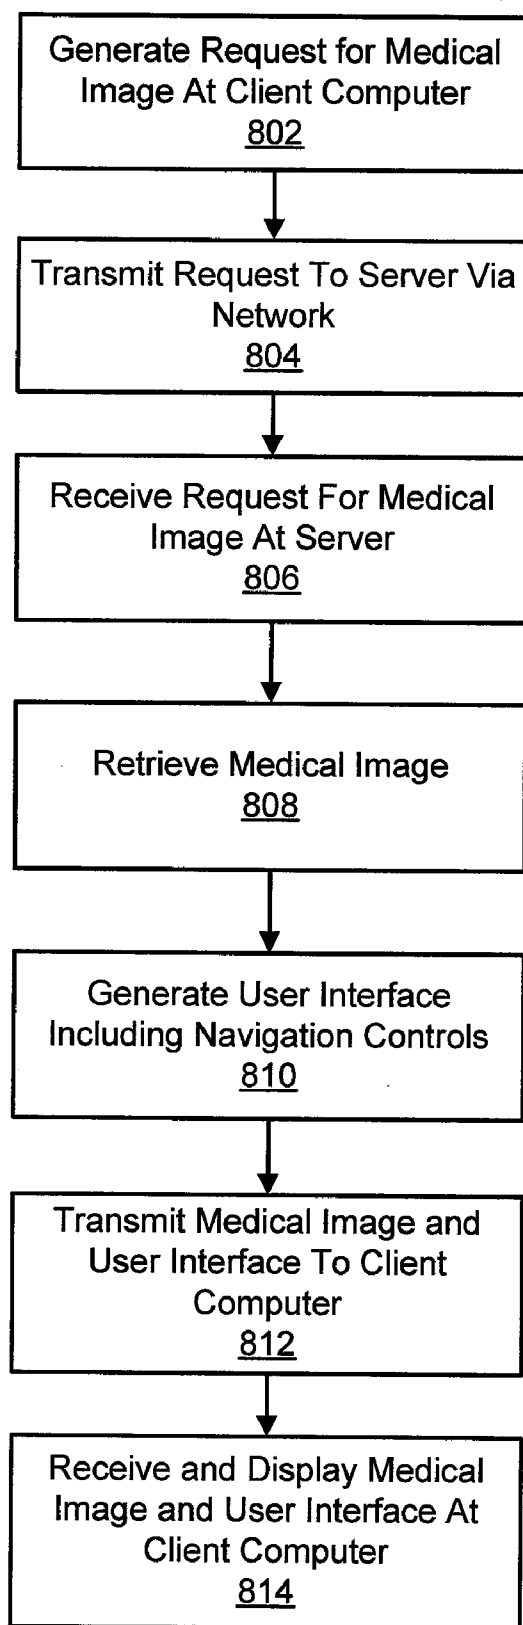 Generate Request for Medical
Image At Client Computer
802
Transmit Request To Server Via
Network
804
Receive Request For Medical
Image At Server
806
Retrieve Medical Image
808
Generate User Interface
Including Navigation Controls
810
Transmit Medical Image and
User Interface To Client
Computer
812
Receive and Display Medical
Image and User Interface At
Client Computer
814